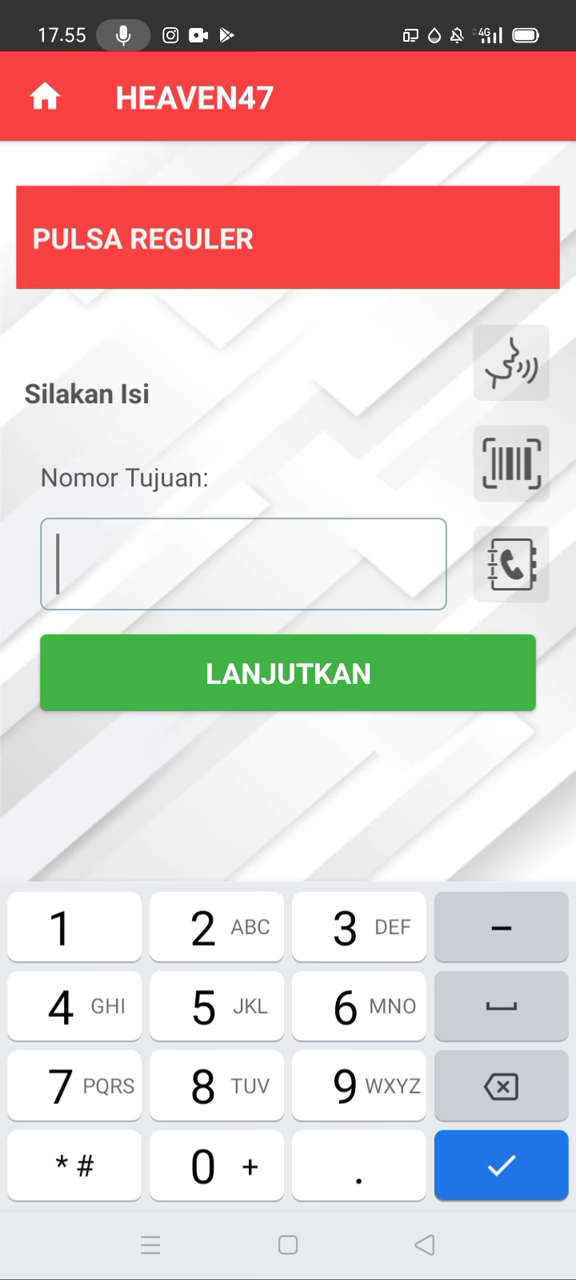 17.55
4G
HEAVEN47
PULSA REGULER
Silakan Isi
Nomor Tujuan:
LANJUTKAN
1 2 ABC 3 DEF –
4 GHI 5 JKL 6 MNO
7 PQRS 8 TUV 9 WXYZ
* # 0 + .